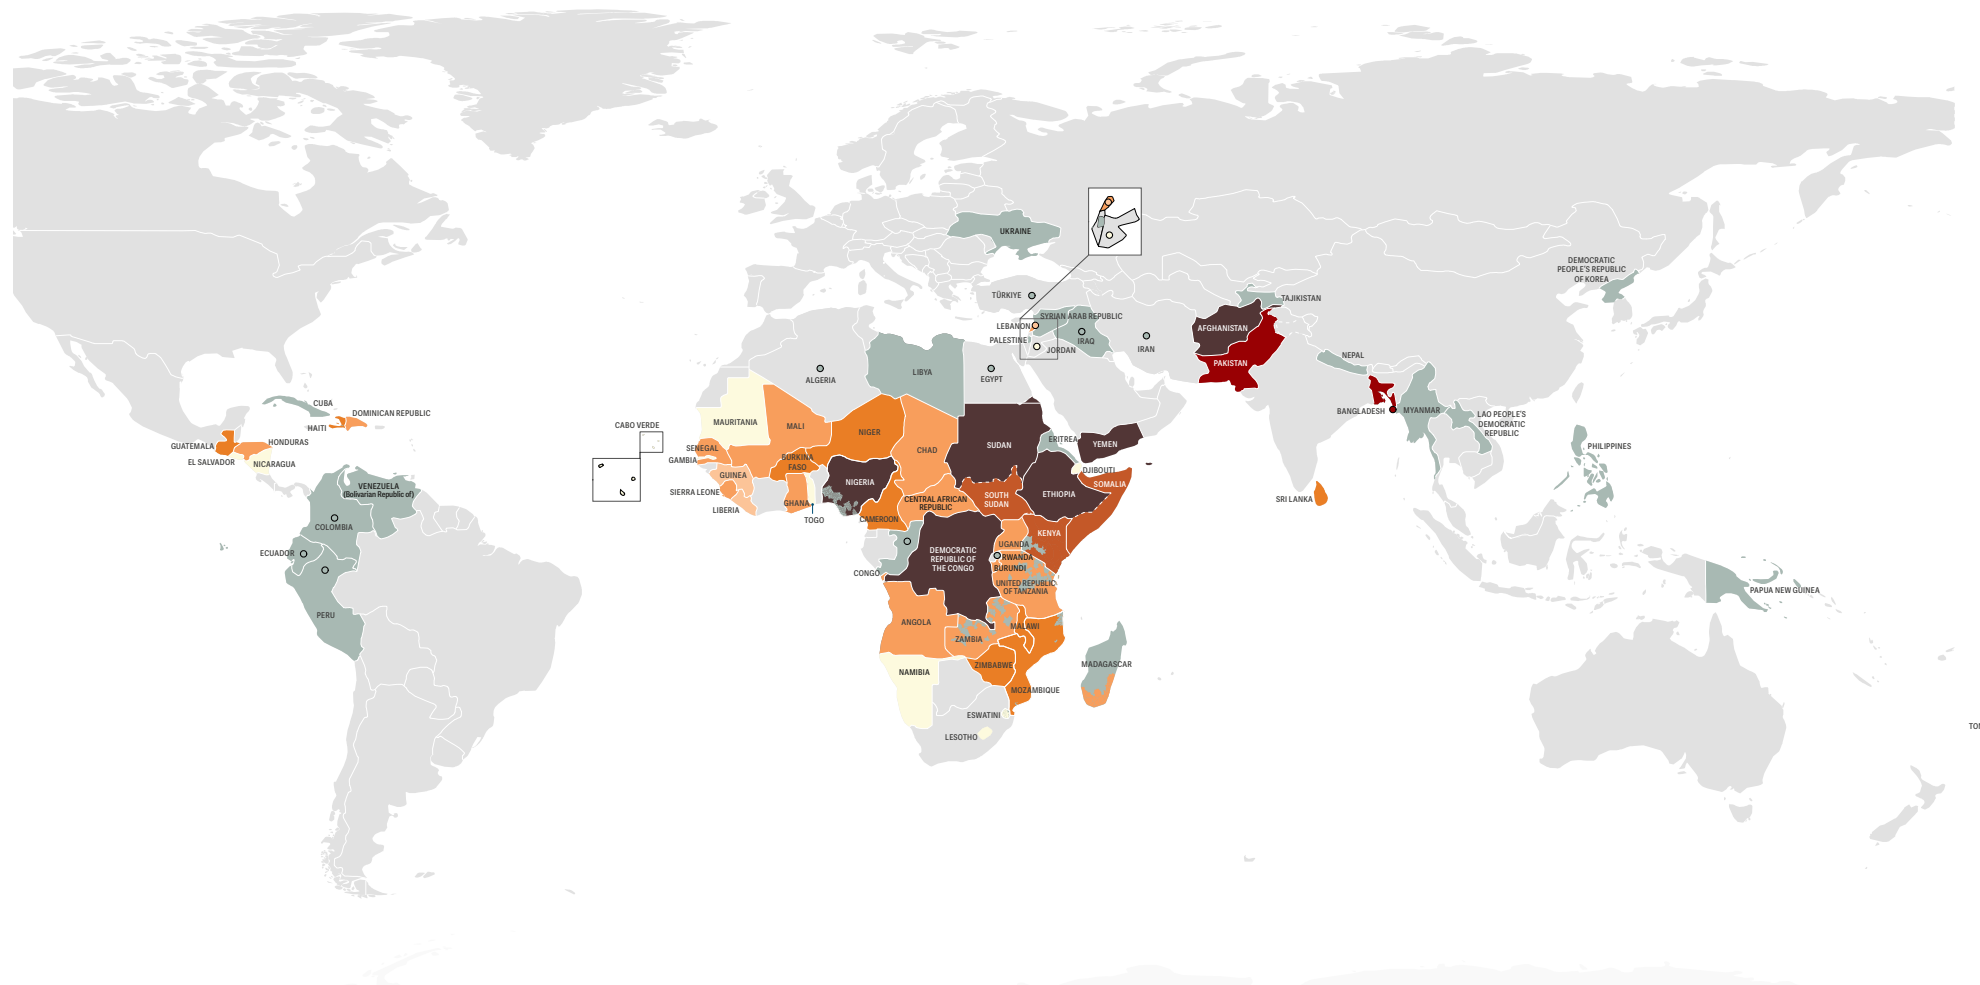 UKRAINE
DEMOCRATIC
PEOPLE'S REPUBLIC
OF KOREA
TÜRKIYE
TAJIKISTAN
SYRIAN ARAB REPUBLIC
LEBANON
AFGHANISTAN
PALESTINE
IRAQ
JORDAN
IRAN
NEPAL
PAKISTAN
ALGERIA
LIBYA
EGYPT
CUBA
DOMINICAN REPUBLIC
HAITI
BANGLADESH
MYANMAR
LAO PEOPLE'S
DEMOCRATIC
REPUBLIC
MAURITANIA
MALI
NIGER
CABO VERDE
GUATEMALA
HONDURAS
EL SALVADOR
NICARAGUA
SENEGAL
GAMBIA
CHAD
SUDAN
ERITREA
YEMEN
PHILIPPINES
BURKINA
FASO
GUINEA
DJIBOUTI
NIGERIA
SOMALIA
VENEZUELA
(Bolivarian Republic of)
SIERRA LEONE
ETHIOPIA
SOUTH
SUDAN
CENTRAL AFRICAN
REPUBLIC
SRI LANKA
GHANA
LIBERIA
TOGO
CAMEROON
COLOMBIA
KENYA
UGANDA
ECUADOR
DEMOCRATIC
REPUBLIC OF
THE CONGO
RWANDA
BURUNDI
CONGO
UNITED REPUBLIC
OF TANZANIA
PAPUA NEW GUINEA
PERU
ANGOLA
MALAWI
ZAMBIA
ZIMBABWE
MADAGASCAR
NAMIBIA
MOZAMBIQUE
ESWATINI
LESOTHO
TO